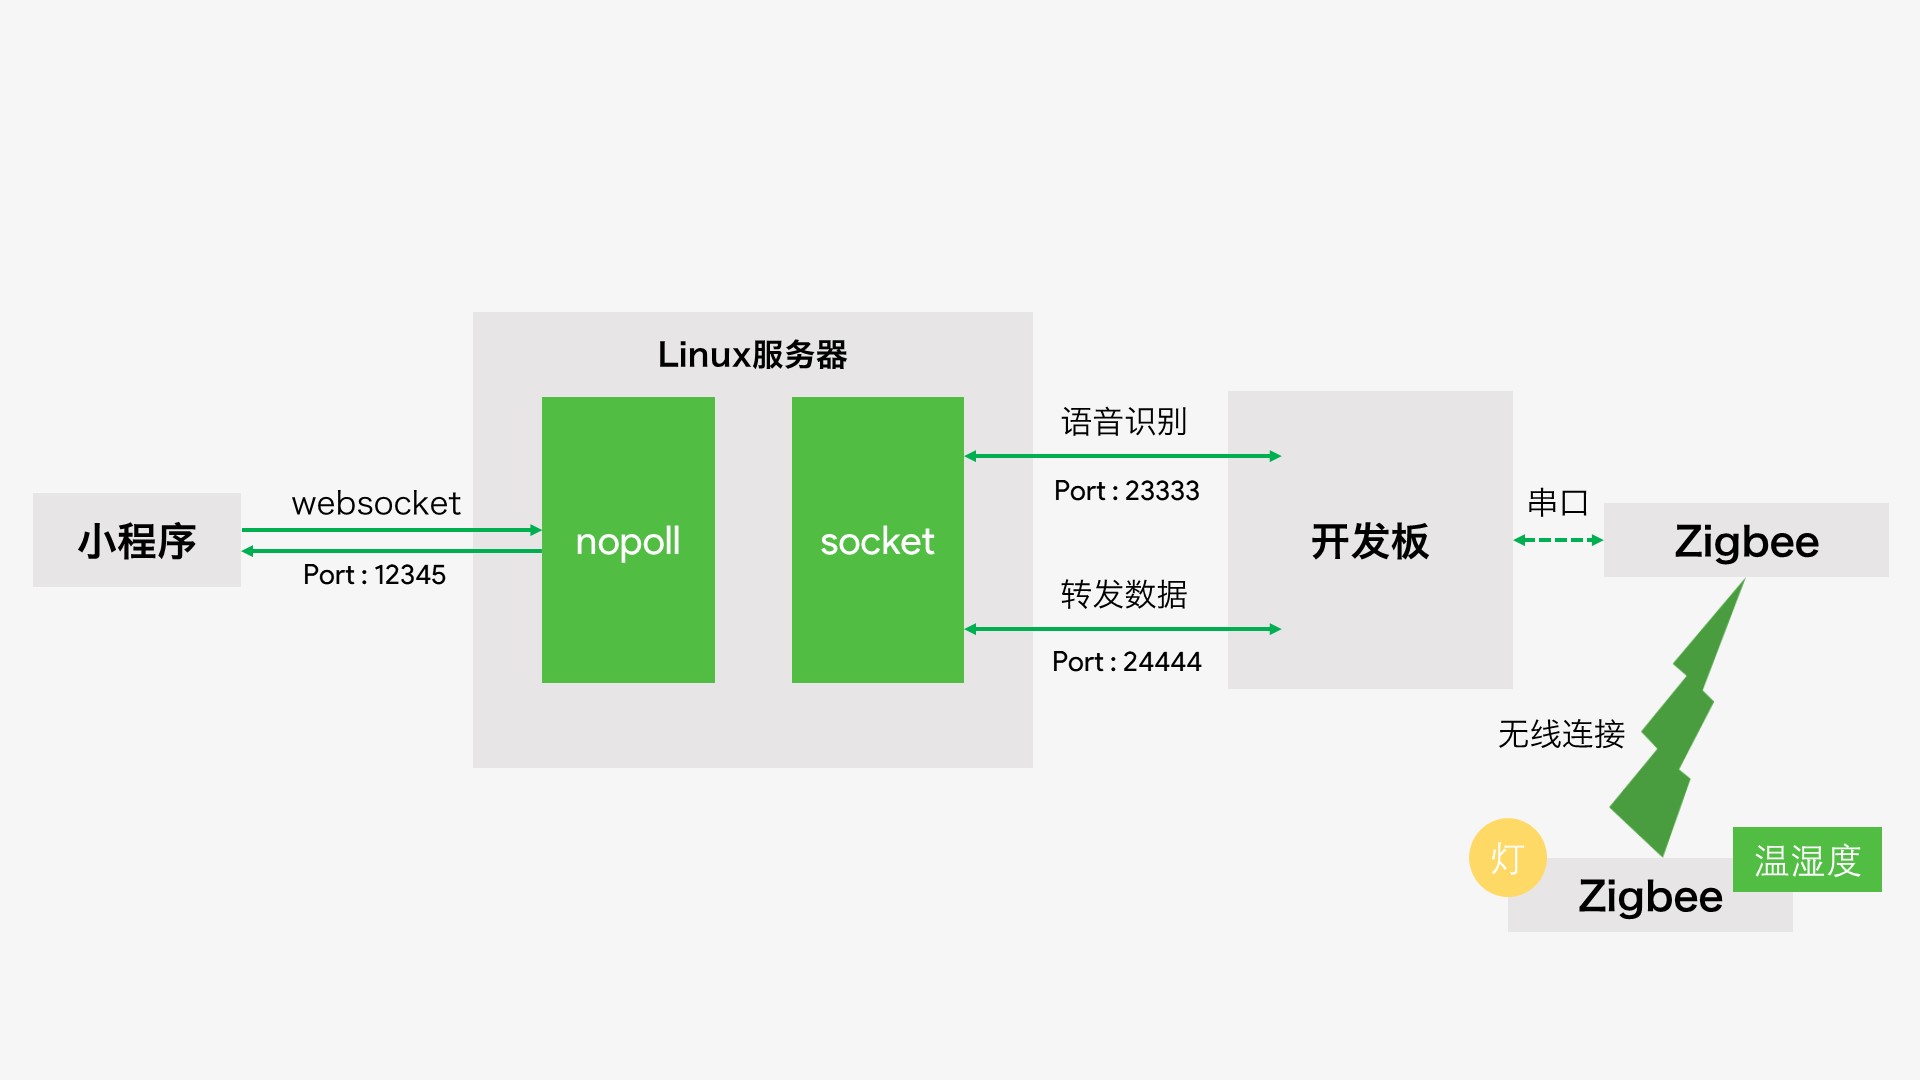 Linux服务器
小程序
websocket
Port : 12345
nopoll
socket
语音识别
Port : 23333
转发数据
Port : 24444
开发板
串口
Zigbee
无线连接
灯
Zigbee
温湿度